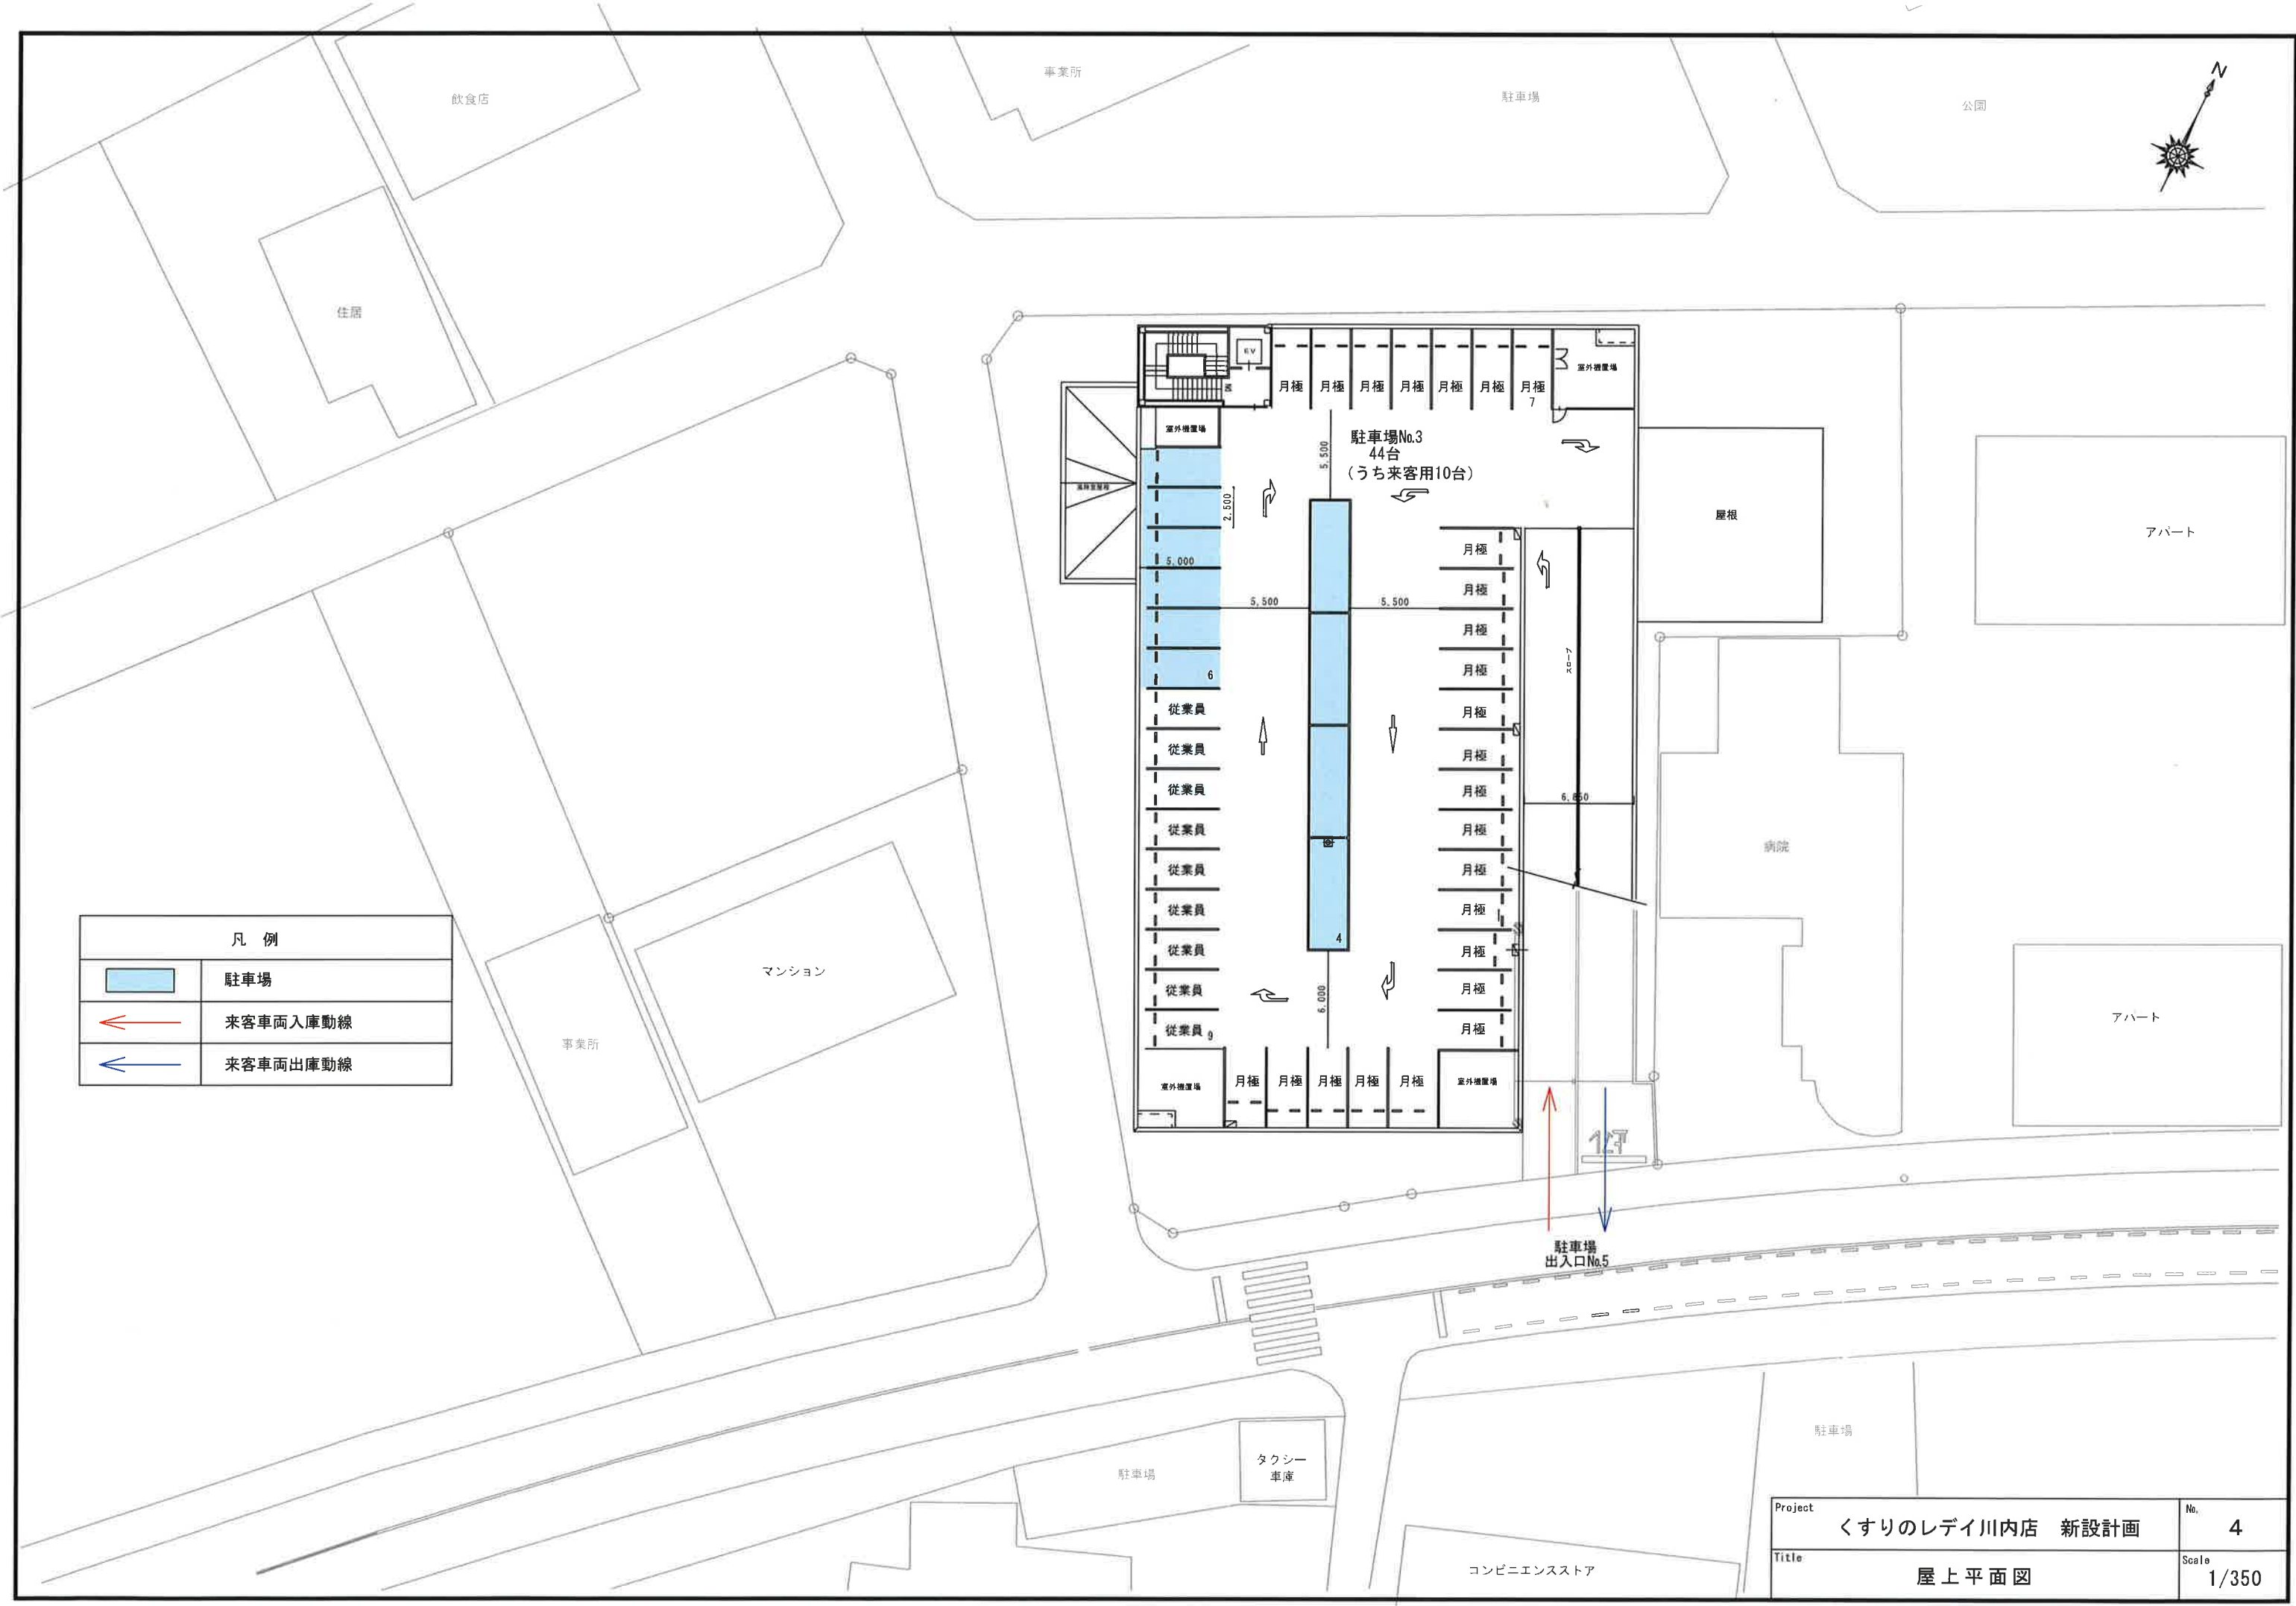 飲食店
事業所
駐車場
公園
N
住居
EV
月極
月極
月極
月極
月極
月極
月極
7
室外機置場
室外機置場
駐車場No.3
44台
(うち来客用10台)
5,500
2,500
5,000
5,500
5,500
6
屋根
アパート
月極
月極
月極
月極
月極
月極
月極
月極
月極
月極
月極
月極
月極
スロープ
6,850
従業員
従業員
従業員
従業員
従業員
従業員
従業員
従業員
従業員
9
4
6,000
病院
室外機置場
月極
月極
月極
月極
月極
室外機置場
アパート
マンション
事業所
凡 例
駐車場
来客車両入庫動線
来客車両出庫動線
駐車場
出入口No.5
駐車場
タクシー
車庫
コンビニエンスストア
駐車場
Project
くすりのレデイ川内店 新設計画
No.
4
Title
屋上平面図
Scale
1/350